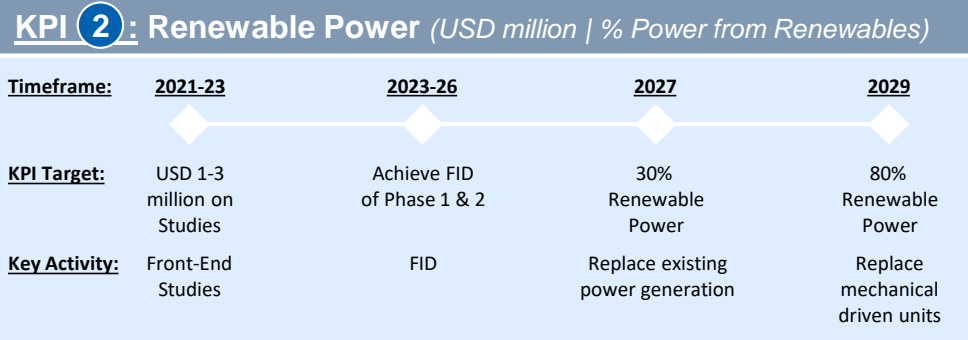 KPI 2: Renewable Power (USD million | % Power from Renewables)
Timeframe: 2021-23 2023-26 2027 2029
KPI Target: USD 1-3 Achieve FID 30% 80%
million on of Phase 1 & 2 Renewable Renewable
Studies Power Power
Key Activity: Front-End FID Replace existing Replace
Studies power generation mechanical
driven units